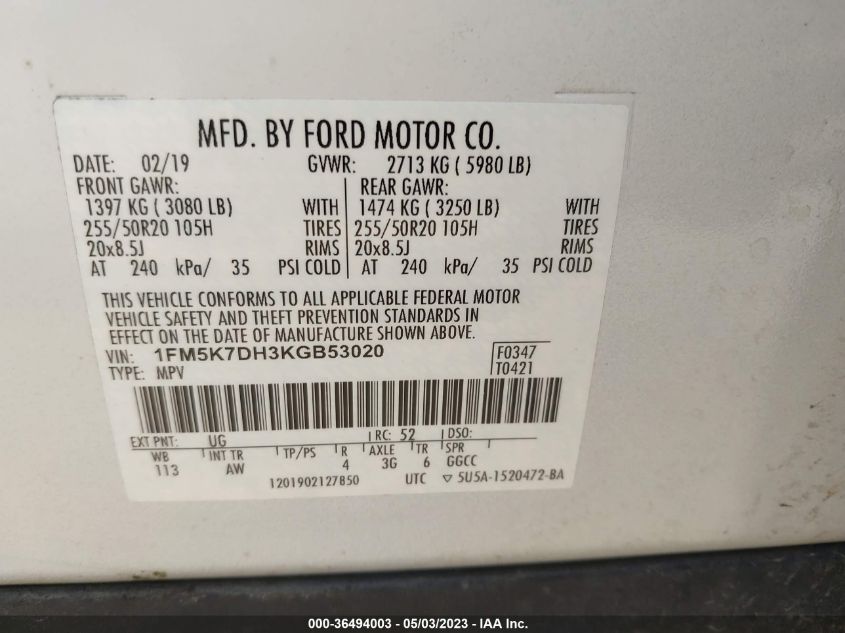 MFD. BY FORD MOTOR CO.
DATE: 02/19 GVWR: 2713 KG ( 5980 LB)
FRONT GAWR: REAR GAWR:
1397 KG ( 3080 LB) WITH 1474 KG ( 3250 LB) WITH
255/50R20 105H TIRES 255/50R20 105H TIRES
20x8.5J RIMS 20x8.5J RIMS
AT 240 kPa/ 35 PSI COLD AT 240 kPa/ 35 PSI COLD
THIS VEHICLE CONFORMS TO ALL APPLICABLE FEDERAL MOTOR
VEHICLE SAFETY AND THEFT PREVENTION STANDARDS IN
EFFECT ON THE DATE OF MANUFACTURE SHOWN ABOVE.
VIN: 1FM5K7DH3KGB53020 F0347
TYPE: MPV T0421
EXT PNT: UG RC: 52 DSO:
WB INT TR TP/PS R AXLE TR SPR
113 AW 4 3G 6 GGCC
1201902127850 UTC ▽ 5U5A-1520472-BA
000-36494003 - 05/03/2023 - IAA Inc.